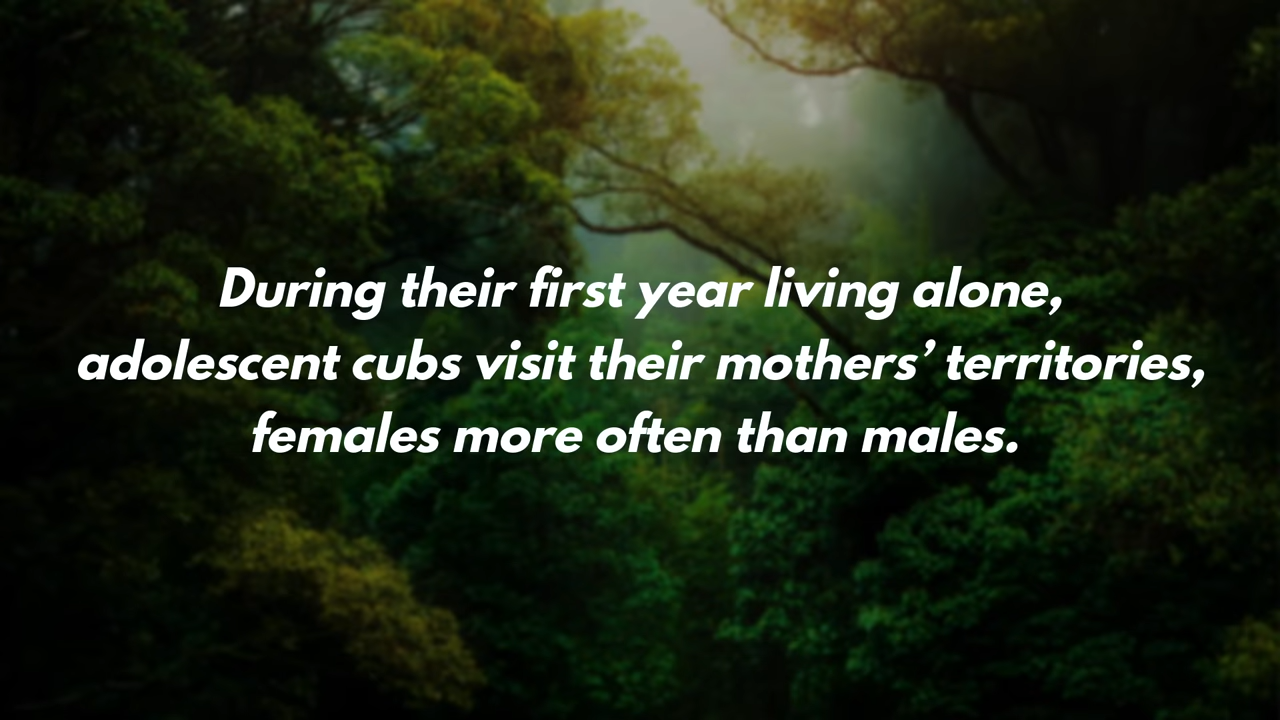 During their first year living alone,
adolescent cubs visit their mothers’ territories,
females more often than males.